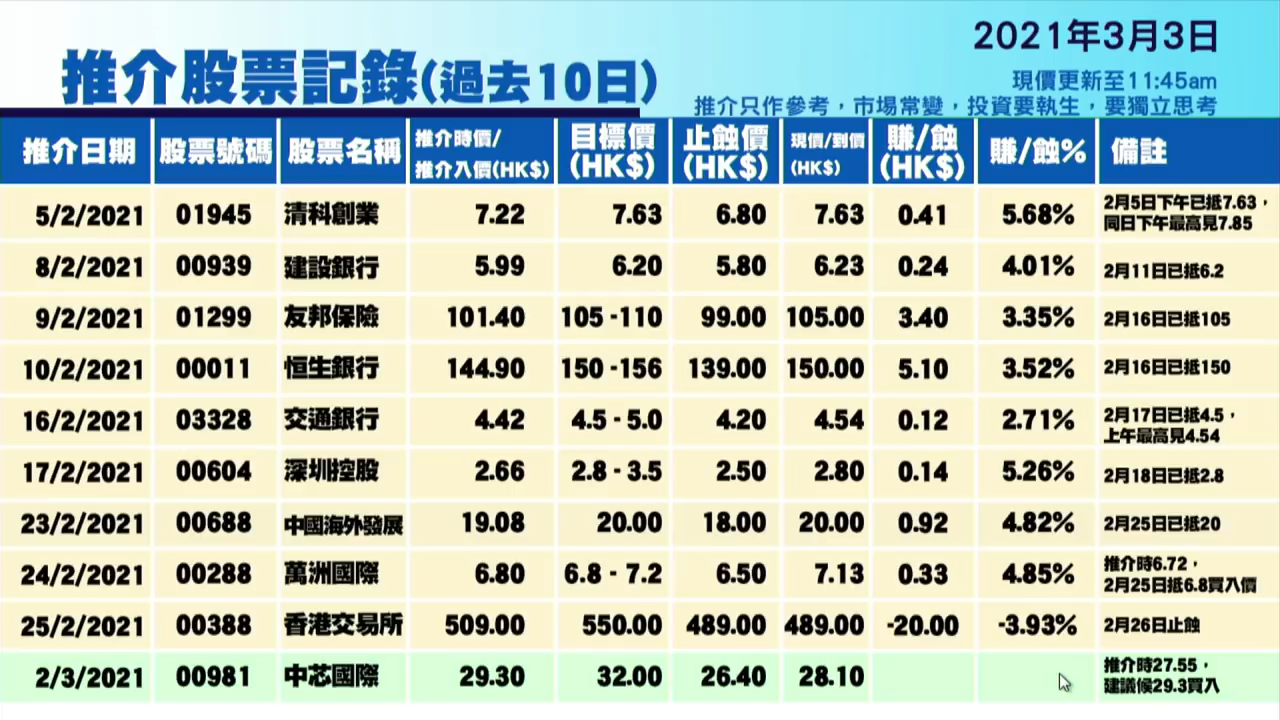 2021年3月3日
推介股票記錄(過去10日)
現價更新至11:45am
推介只作參考，市場常變，投資要執生，要獨立思考
推介日期 股票號碼 股票名稱 推介時價/推介入價(HK$) 目標價(HK$) 止蝕價(HK$) 現價/到價(HK$) 賺/蝕(HK$) 賺/蝕% 備註
5/2/2021 01945 清科創業 7.22 7.63 6.80 7.63 0.41 5.68% 2月5日下午已抵7.63，
同日下午最高見7.85
8/2/2021 00939 建設銀行 5.99 6.20 5.80 6.23 0.24 4.01% 2月11日已抵6.2
9/2/2021 01299 友邦保險 101.40 105 -110 99.00 105.00 3.40 3.35% 2月16日已抵105
10/2/2021 00011 恒生銀行 144.90 150 -156 139.00 150.00 5.10 3.52% 2月16日已抵150
16/2/2021 03328 交通銀行 4.42 4.5 - 5.0 4.20 4.54 0.12 2.71% 2月17日已抵4.5，
上午最高見4.54
17/2/2021 00604 深圳控股 2.66 2.8 - 3.5 2.50 2.80 0.14 5.26% 2月18日已抵2.8
23/2/2021 00688 中國海外發展 19.08 20.00 18.00 20.00 0.92 4.82% 2月25日已抵20
24/2/2021 00288 萬洲國際 6.80 6.8 - 7.2 6.50 7.13 0.33 4.85% 推介時6.72，
2月25日抵6.8買入價
25/2/2021 00388 香港交易所 509.00 550.00 489.00 489.00 -20.00 -3.93% 2月26日止蝕
2/3/2021 00981 中芯國際 29.30 32.00 26.40 28.10 推介時27.55，
建議候29.3買入